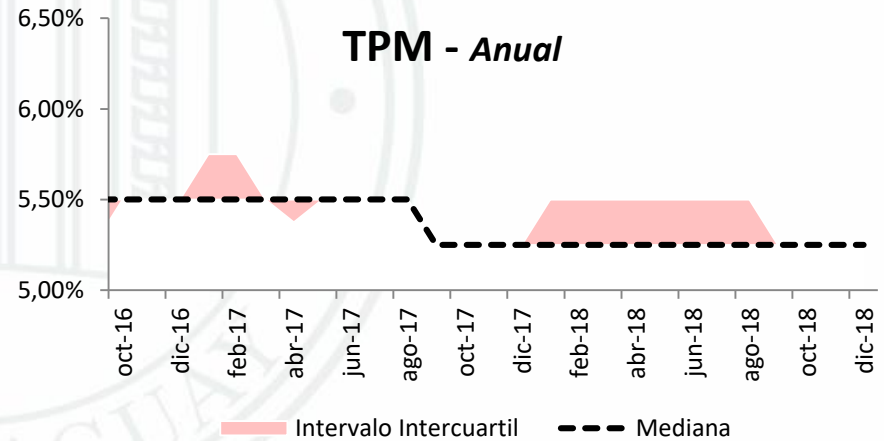 TPM - Anual
6,50%
6,00%
5,50%
5,00%
oct-16
dic-16
feb-17
abr-17
jun-17
ago-17
oct-17
dic-17
feb-18
abr-18
jun-18
ago-18
oct-18
dic-18
Intervalo Intercuartil
Mediana